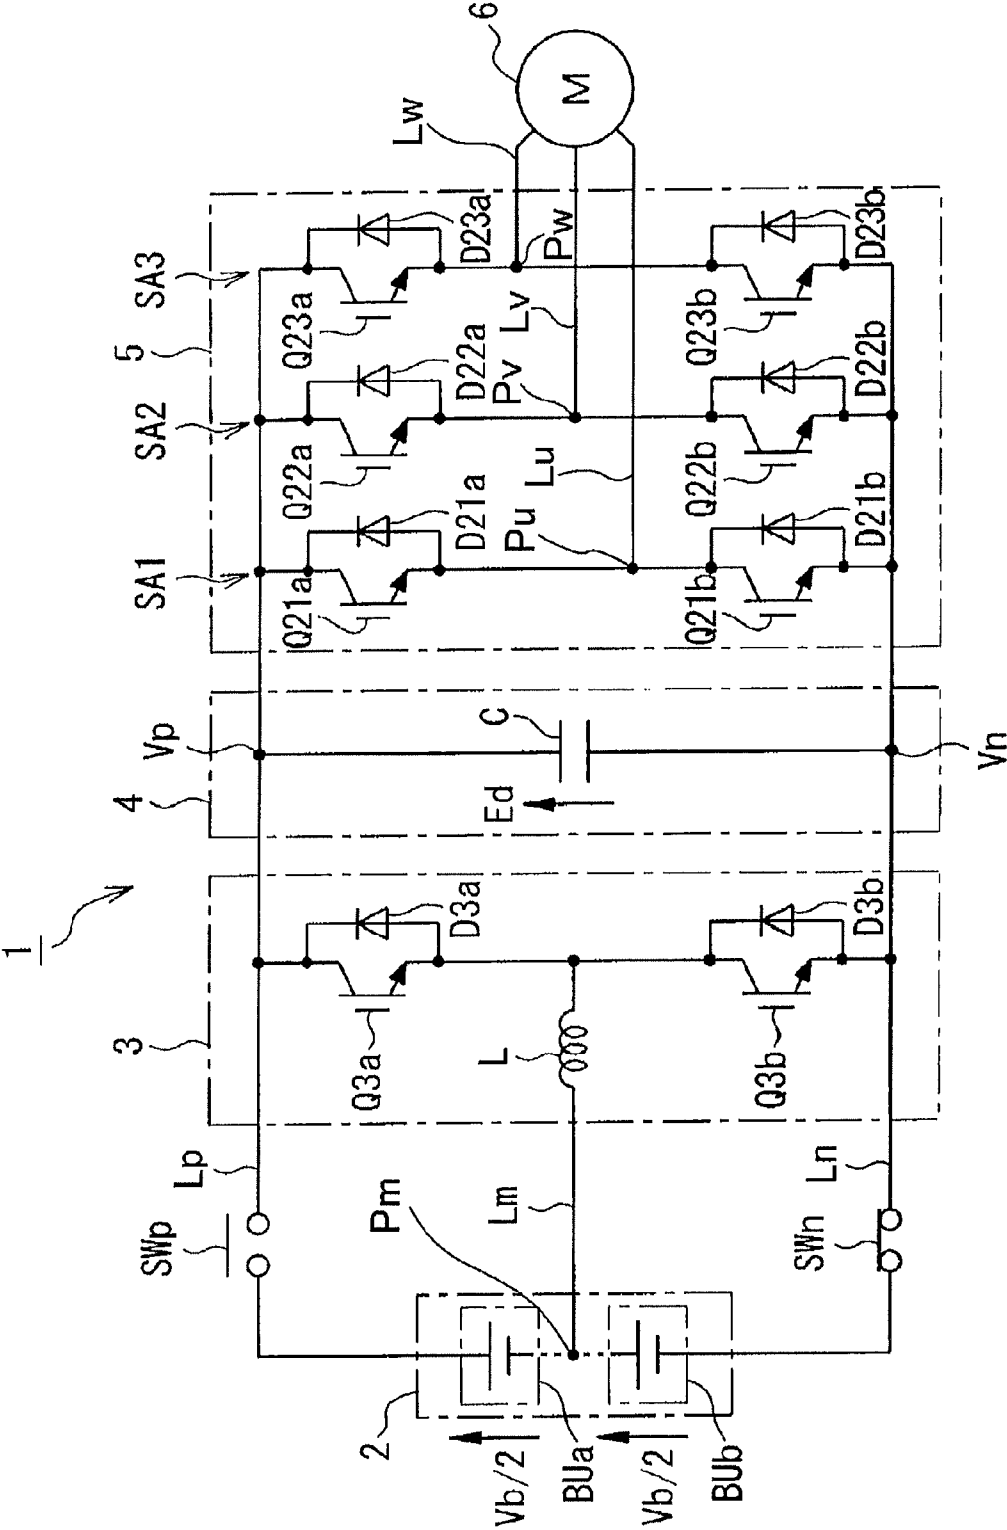 1
SA1
SA2
SA3
5
3
4
Vp
Lp
SWp
Q3a
D3a
Q21a
D21a
Q22a
D22a
Q23a
D23a
Lw
6
M
Pw
Pv
Lv
Pu
Lu
Ed
C
L
Pm
Lm
2
Vb/2
BUa
Vb/2
BUb
Q3b
D3b
Q21b
D21b
Q22b
D22b
Q23b
D23b
SWn
Ln
Vn